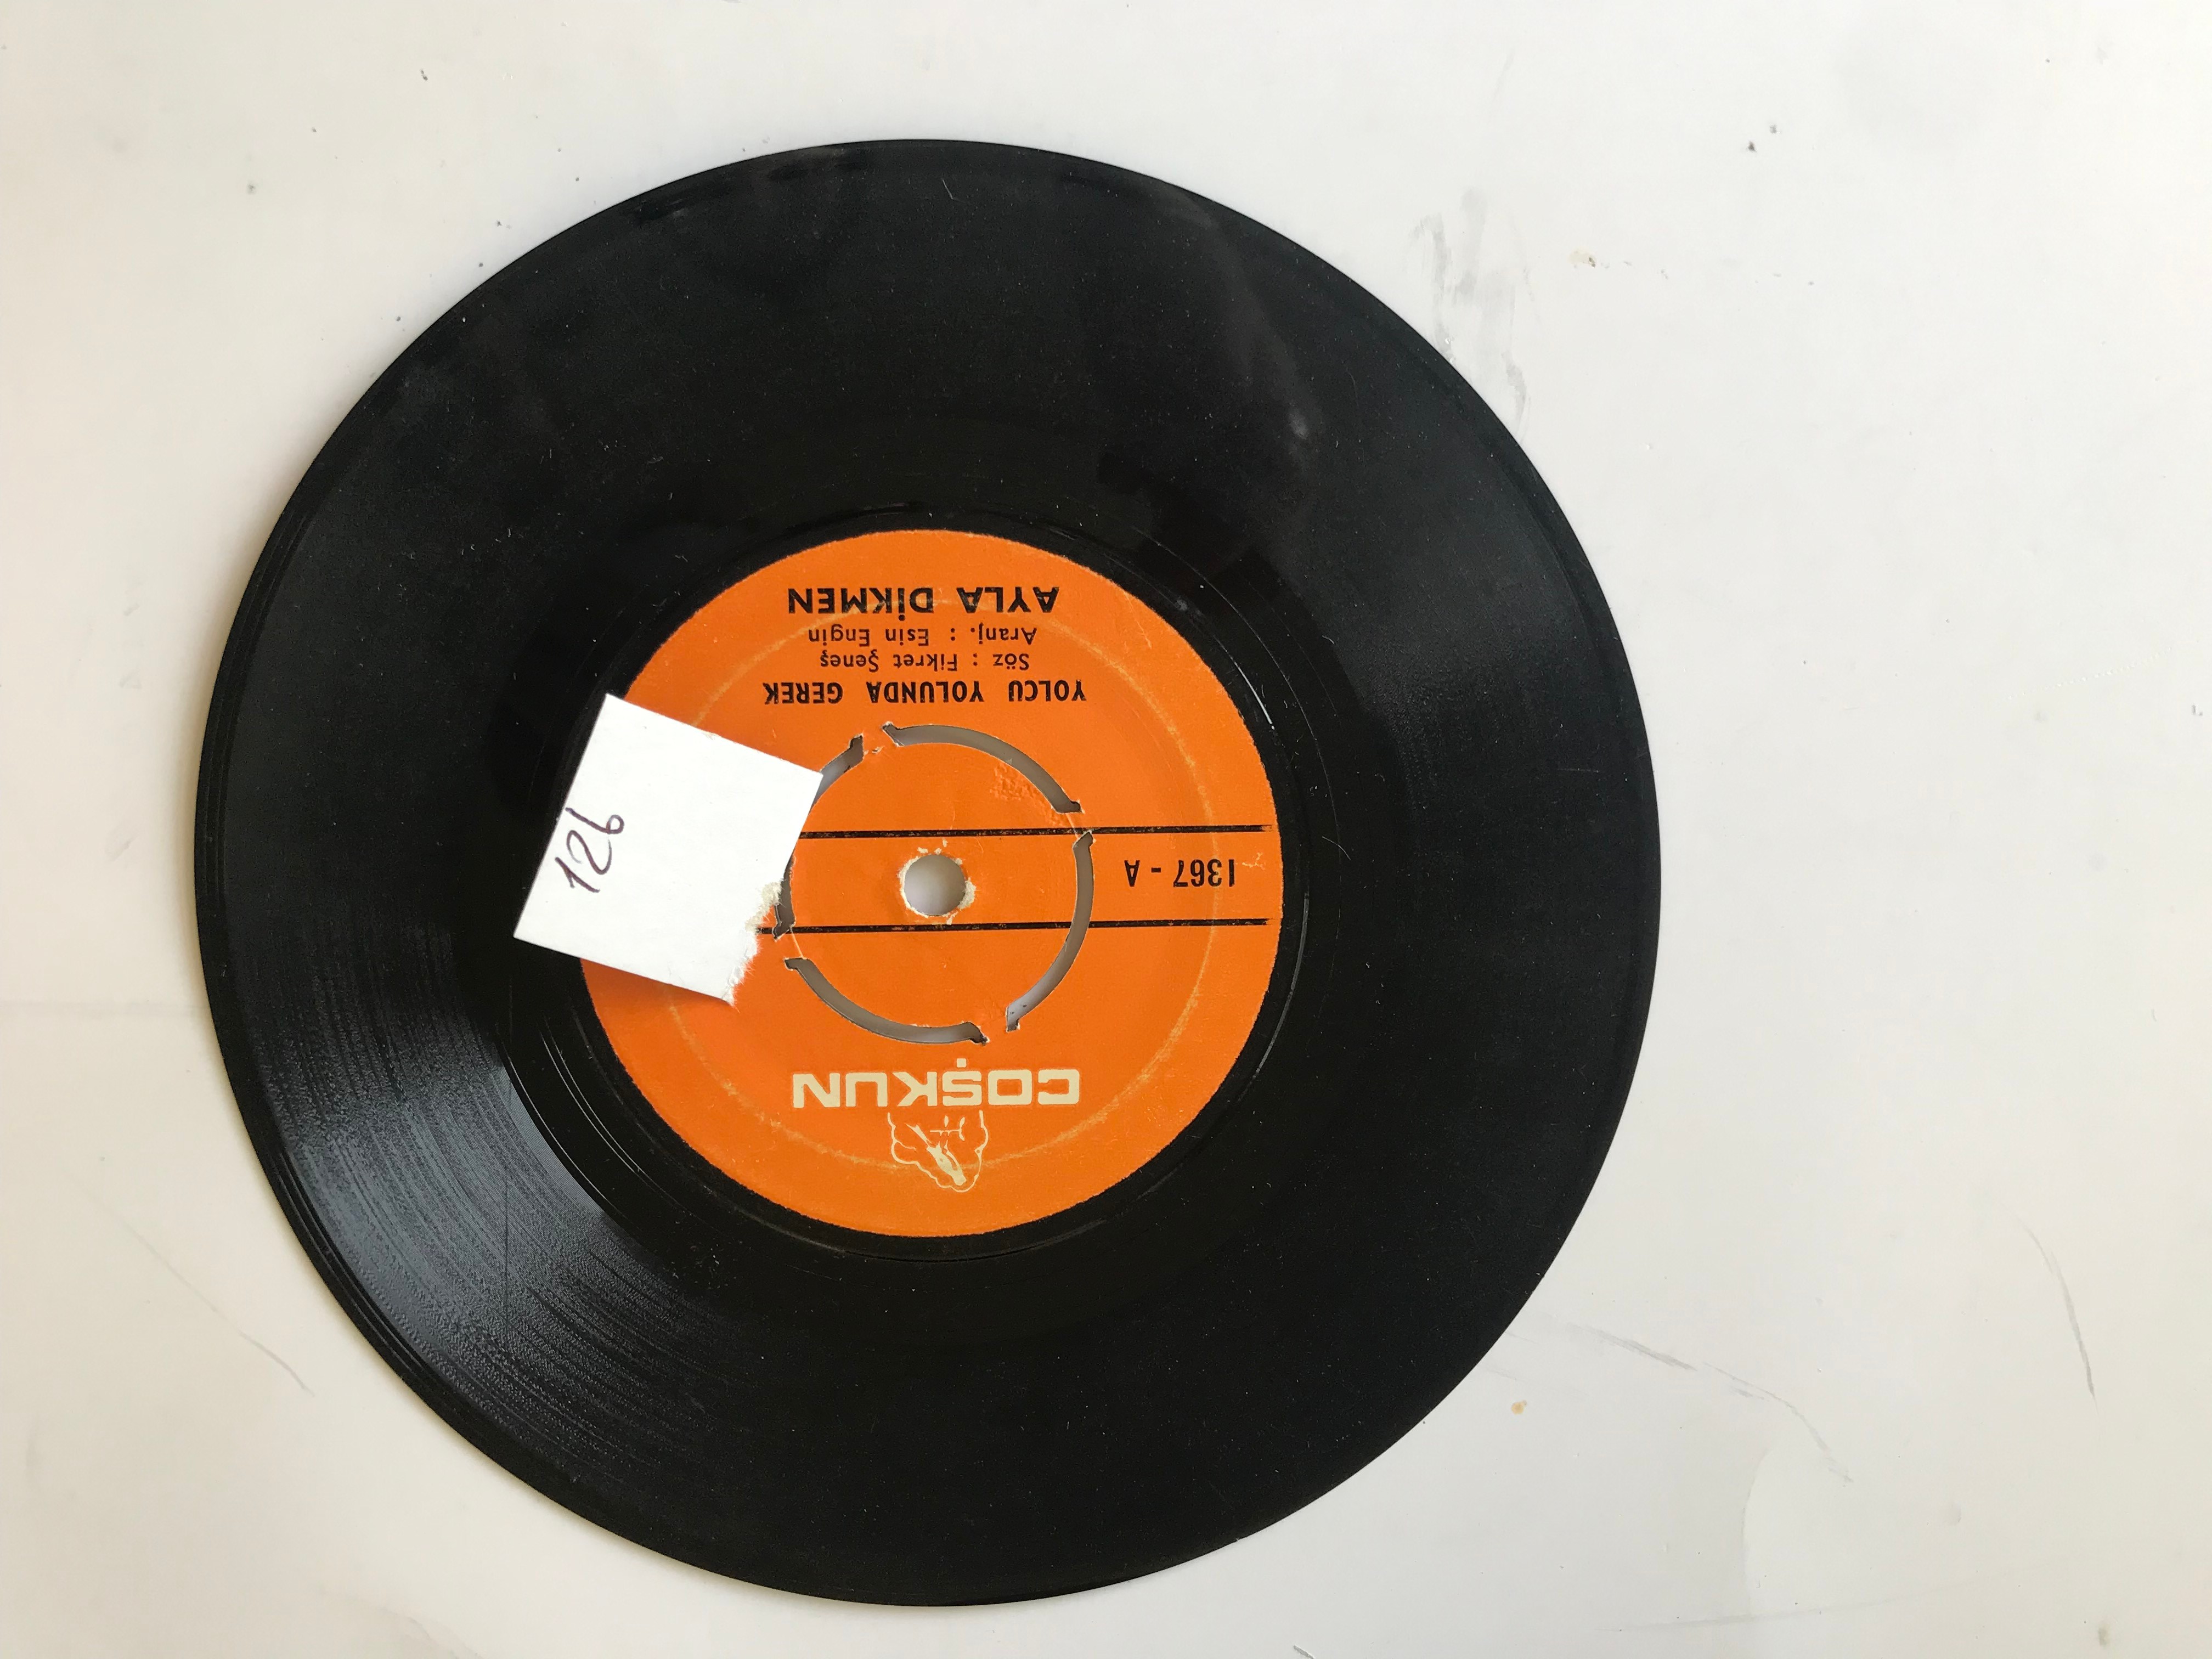 COŞKUN
1367 - A
YOLCU YOLUNDA GEREK
Söz : Fikret Şeneş
Aranj. : Esin Engin
AYLA DİKMEN
126